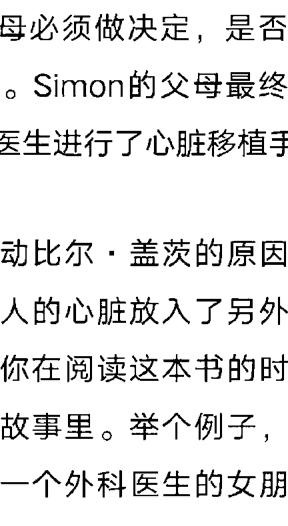 母必须做决定，是否
。Simon的父母最终
医生进行了心脏移植手
动比尔·盖茨的原因
人的心脏放入了另外
你在阅读这本书的时
故事里。举个例子，
一个外科医生的女朋